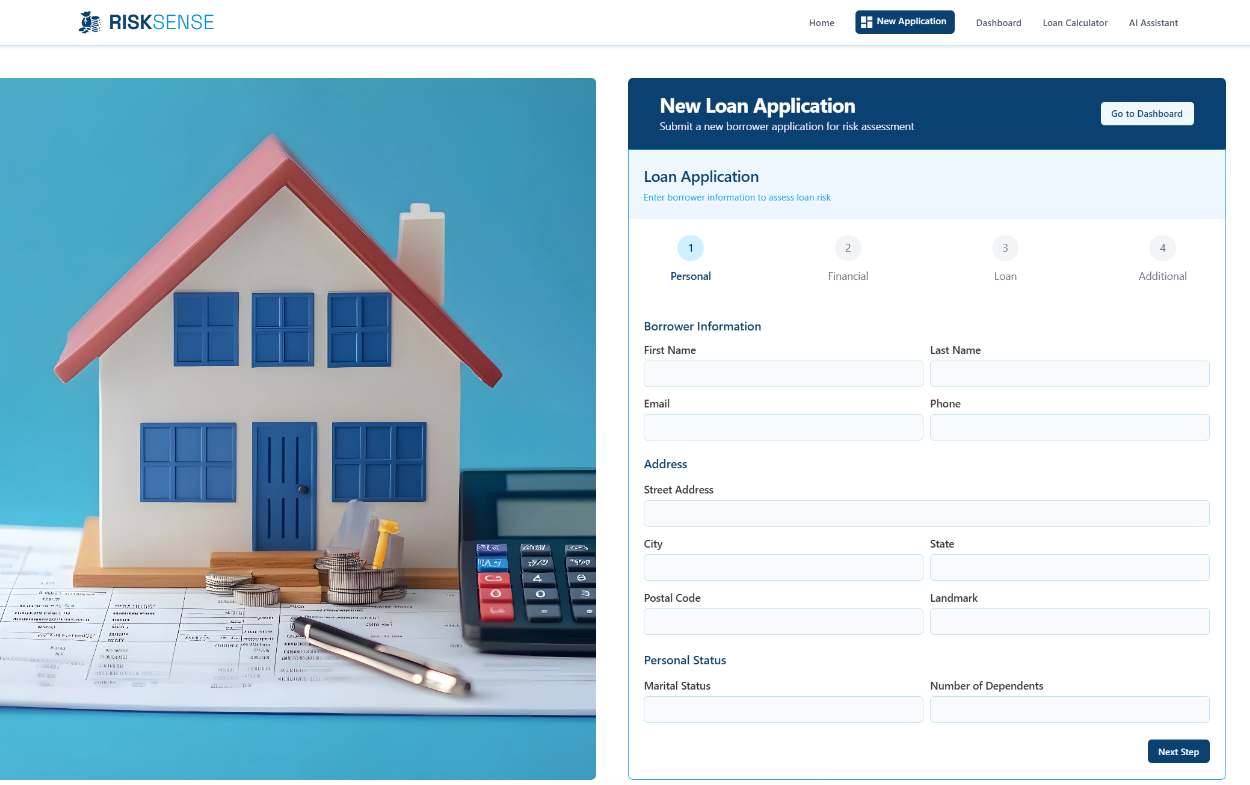 RISKSENSE
Home
New Application
Dashboard
Loan Calculator
AI Assistant
New Loan Application
Submit a new borrower application for risk assessment
Go to Dashboard
Loan Application
Enter borrower information to assess loan risk
1
2
3
4
Personal
Financial
Loan
Additional
Borrower Information
First Name
Last Name
Email
Phone
Address
Street Address
City
State
Postal Code
Landmark
Personal Status
Marital Status
Number of Dependents
Next Step